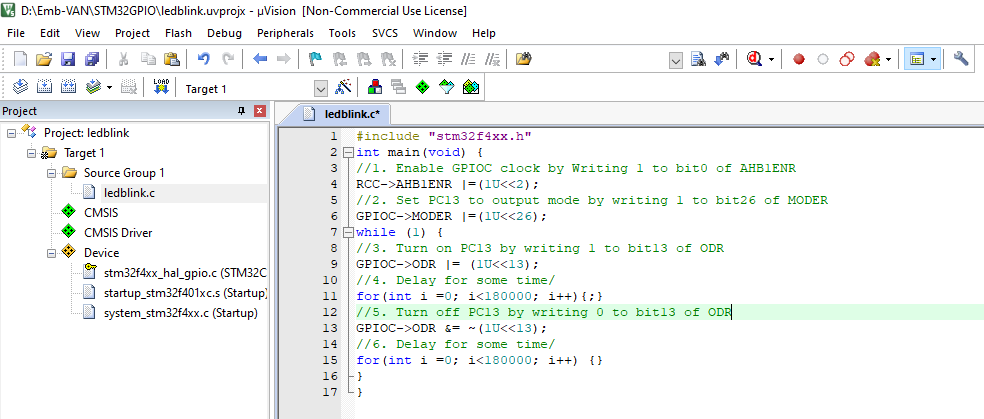 D:\Emb-VAN\STM32GPIO\ledblink.uvprojx - µVision [Non-Commercial Use License]
File Edit View Project Flash Debug Peripherals Tools SVCS Window Help
LOAD
Target 1
Project
Project: ledblink
Target 1
Source Group 1
ledblink.c
CMSIS
CMSIS Driver
Device
stm32f4xx_hal_gpio.c (STM32C
startup_stm32f401xc.s (Startup)
system_stm32f4xx.c (Startup)
ledblink.c*
1 #include "stm32f4xx.h"
2 int main(void) {
3 //1. Enable GPIOC clock by Writing 1 to bit0 of AHB1ENR
4 RCC->AHB1ENR |=(1U<<2);
5 //2. Set PC13 to output mode by writing 1 to bit26 of MODER
6 GPIOC->MODER |=(1U<<26);
7 while (1) {
8 //3. Turn on PC13 by writing 1 to bit13 of ODR
9 GPIOC->ODR |= (1U<<13);
10 //4. Delay for some time/
11 for(int i =0; i<180000; i++){;}
12 //5. Turn off PC13 by writing 0 to bit13 of ODR
13 GPIOC->ODR &= ~(1U<<13);
14 //6. Delay for some time/
15 for(int i =0; i<180000; i++) {}
16 }
17 }